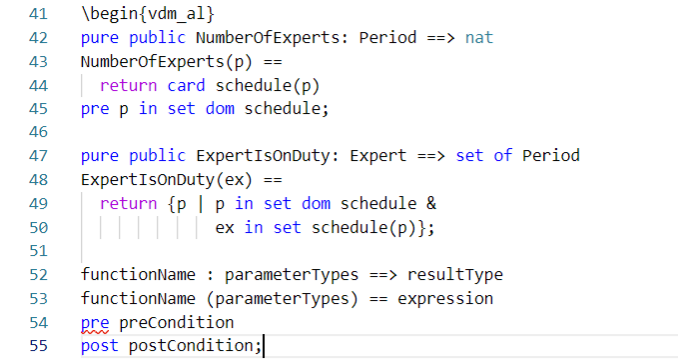 41 \begin{vdm_al}
42 pure public NumberOfExperts: Period ==> nat
43 NumberOfExperts(p) ==
44 return card schedule(p)
45 pre p in set dom schedule;
46
47 pure public ExpertIsOnDuty: Expert ==> set of Period
48 ExpertIsOnDuty(ex) ==
49 return {p | p in set dom schedule &
50 ex in set schedule(p)};
51
52 functionName : parameterTypes ==> resultType
53 functionName (parameterTypes) == expression
54 pre preCondition
55 post postCondition;